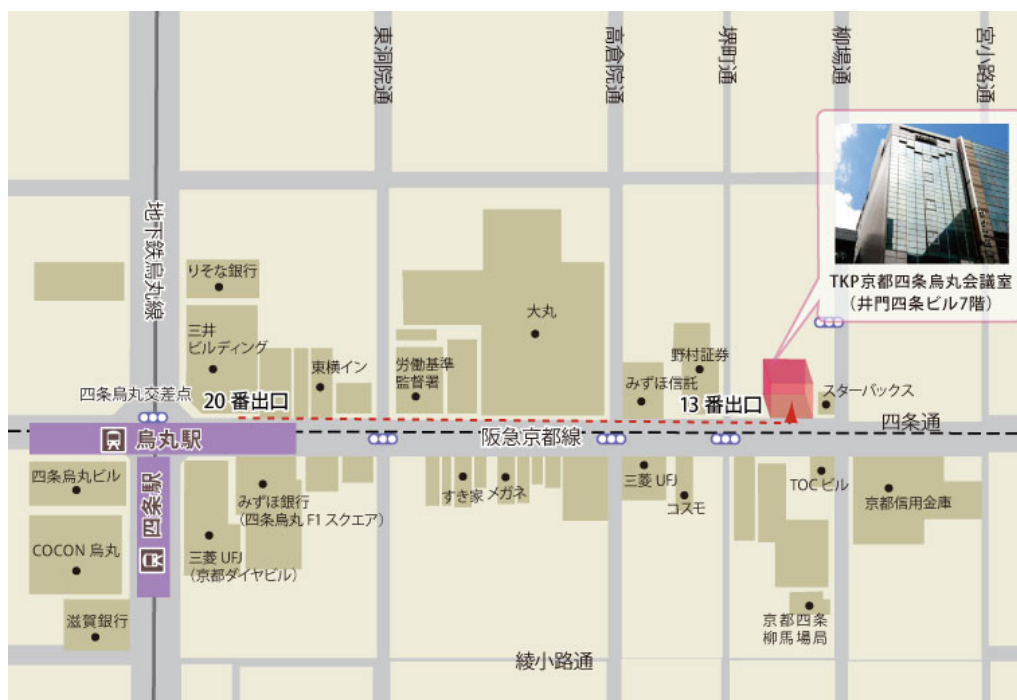 東洞院通
高倉院通
堺町通
柳場通
宮小路通
地下鉄烏丸線
TKP京都四条烏丸会議室
(井門四条ビル7階)
りそな銀行
三井
ビルディング
東横イン
労働基準
監督署
大丸
みずほ信託
野村証券
スターバックス
四条烏丸交差点
20番出口
13番出口
四条通
烏丸駅
阪急京都線
四条駅
四条烏丸ビル
COCON 烏丸
滋賀銀行
みずほ銀行
(四条烏丸 F1 スクエア)
三菱 UFJ
(京都ダイヤビル)
すき家
メガネ
三菱 UFJ
コスモ
TOC ビル
京都信用金庫
京都四条
柳馬場局
綾小路通